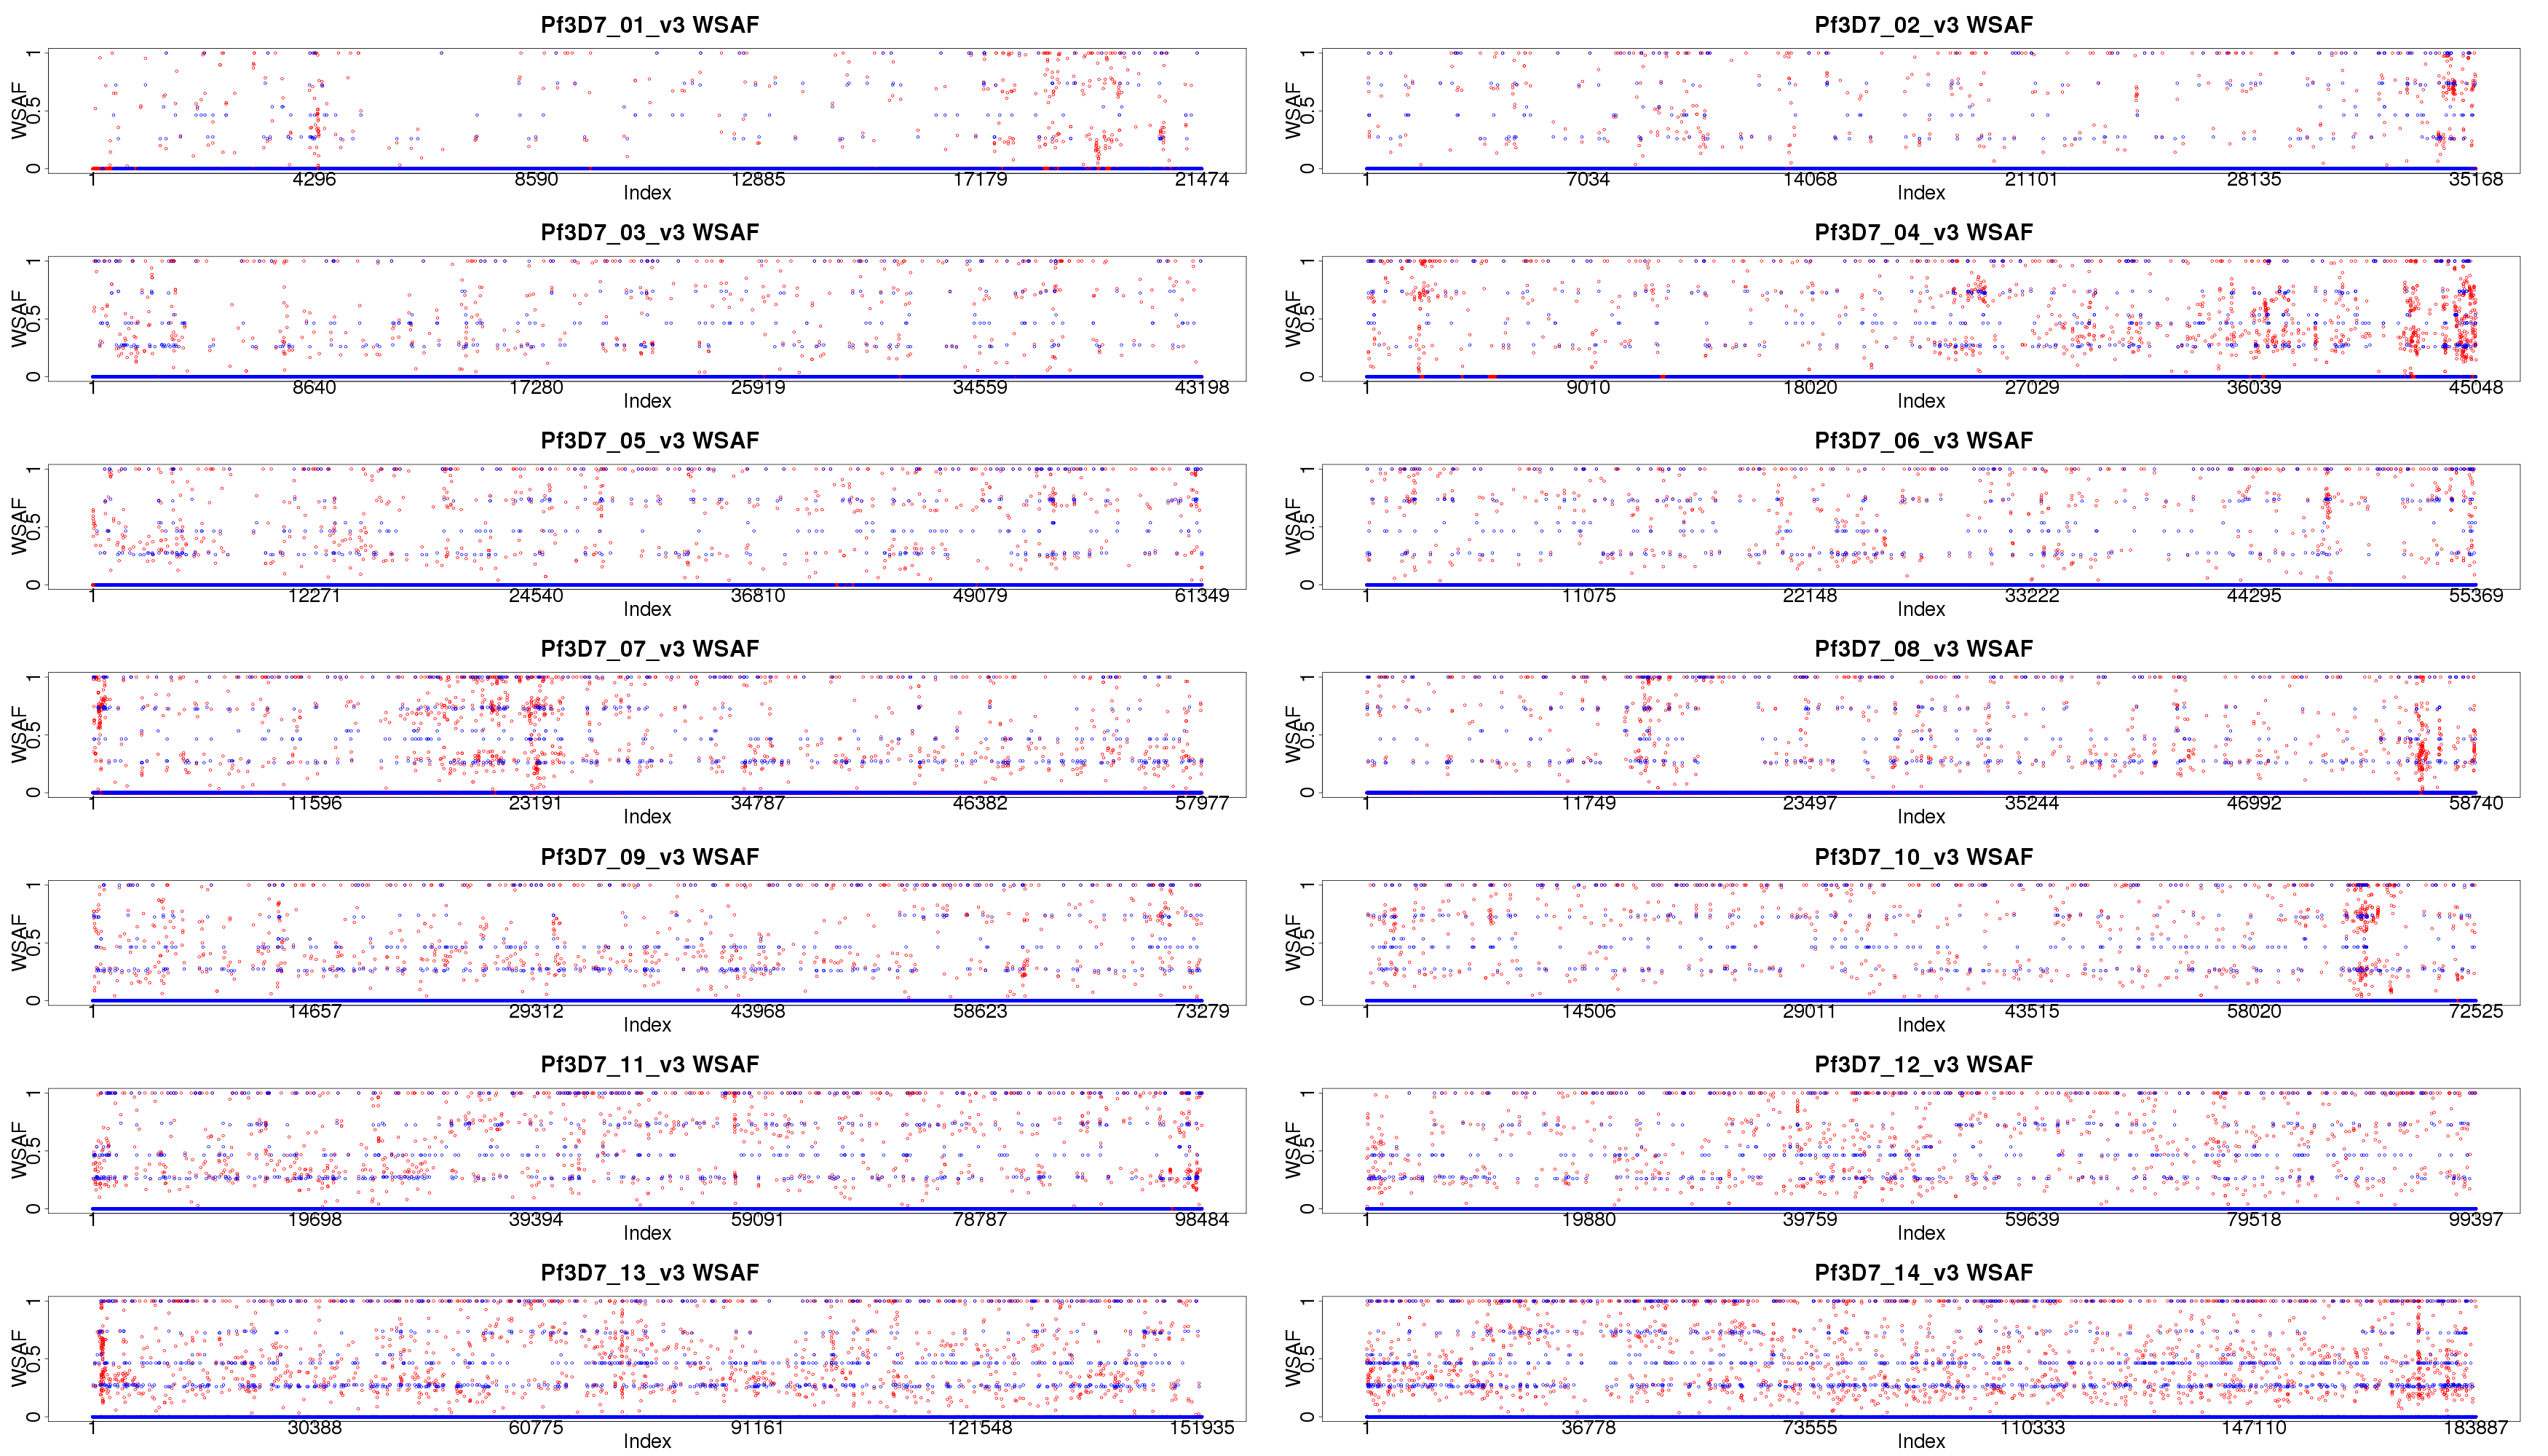 Pf3D7_01_v3 WSAF
WSAF
0 0.5 1
1 4296 8590 12885 17179 21474
Index
Pf3D7_02_v3 WSAF
WSAF
0 0.5 1
1 7034 14068 21101 28135 35168
Index
Pf3D7_03_v3 WSAF
WSAF
0 0.5 1
1 8640 17280 25919 34559 43198
Index
Pf3D7_04_v3 WSAF
WSAF
0 0.5 1
1 9010 18020 27029 36039 45048
Index
Pf3D7_05_v3 WSAF
WSAF
0 0.5 1
1 12271 24540 36810 49079 61349
Index
Pf3D7_06_v3 WSAF
WSAF
0 0.5 1
1 11075 22148 33222 44295 55369
Index
Pf3D7_07_v3 WSAF
WSAF
0 0.5 1
1 11596 23191 34787 46382 57977
Index
Pf3D7_08_v3 WSAF
WSAF
0 0.5 1
1 11749 23497 35244 46992 58740
Index
Pf3D7_09_v3 WSAF
WSAF
0 0.5 1
1 14657 29312 43968 58623 73279
Index
Pf3D7_10_v3 WSAF
WSAF
0 0.5 1
1 14506 29011 43515 58020 72525
Index
Pf3D7_11_v3 WSAF
WSAF
0 0.5 1
1 19698 39394 59091 78787 98484
Index
Pf3D7_12_v3 WSAF
WSAF
0 0.5 1
1 19880 39759 59639 79518 99397
Index
Pf3D7_13_v3 WSAF
WSAF
0 0.5 1
1 30388 60775 91161 121548 151935
Index
Pf3D7_14_v3 WSAF
WSAF
0 0.5 1
1 36778 73555 110333 147110 183887
Index